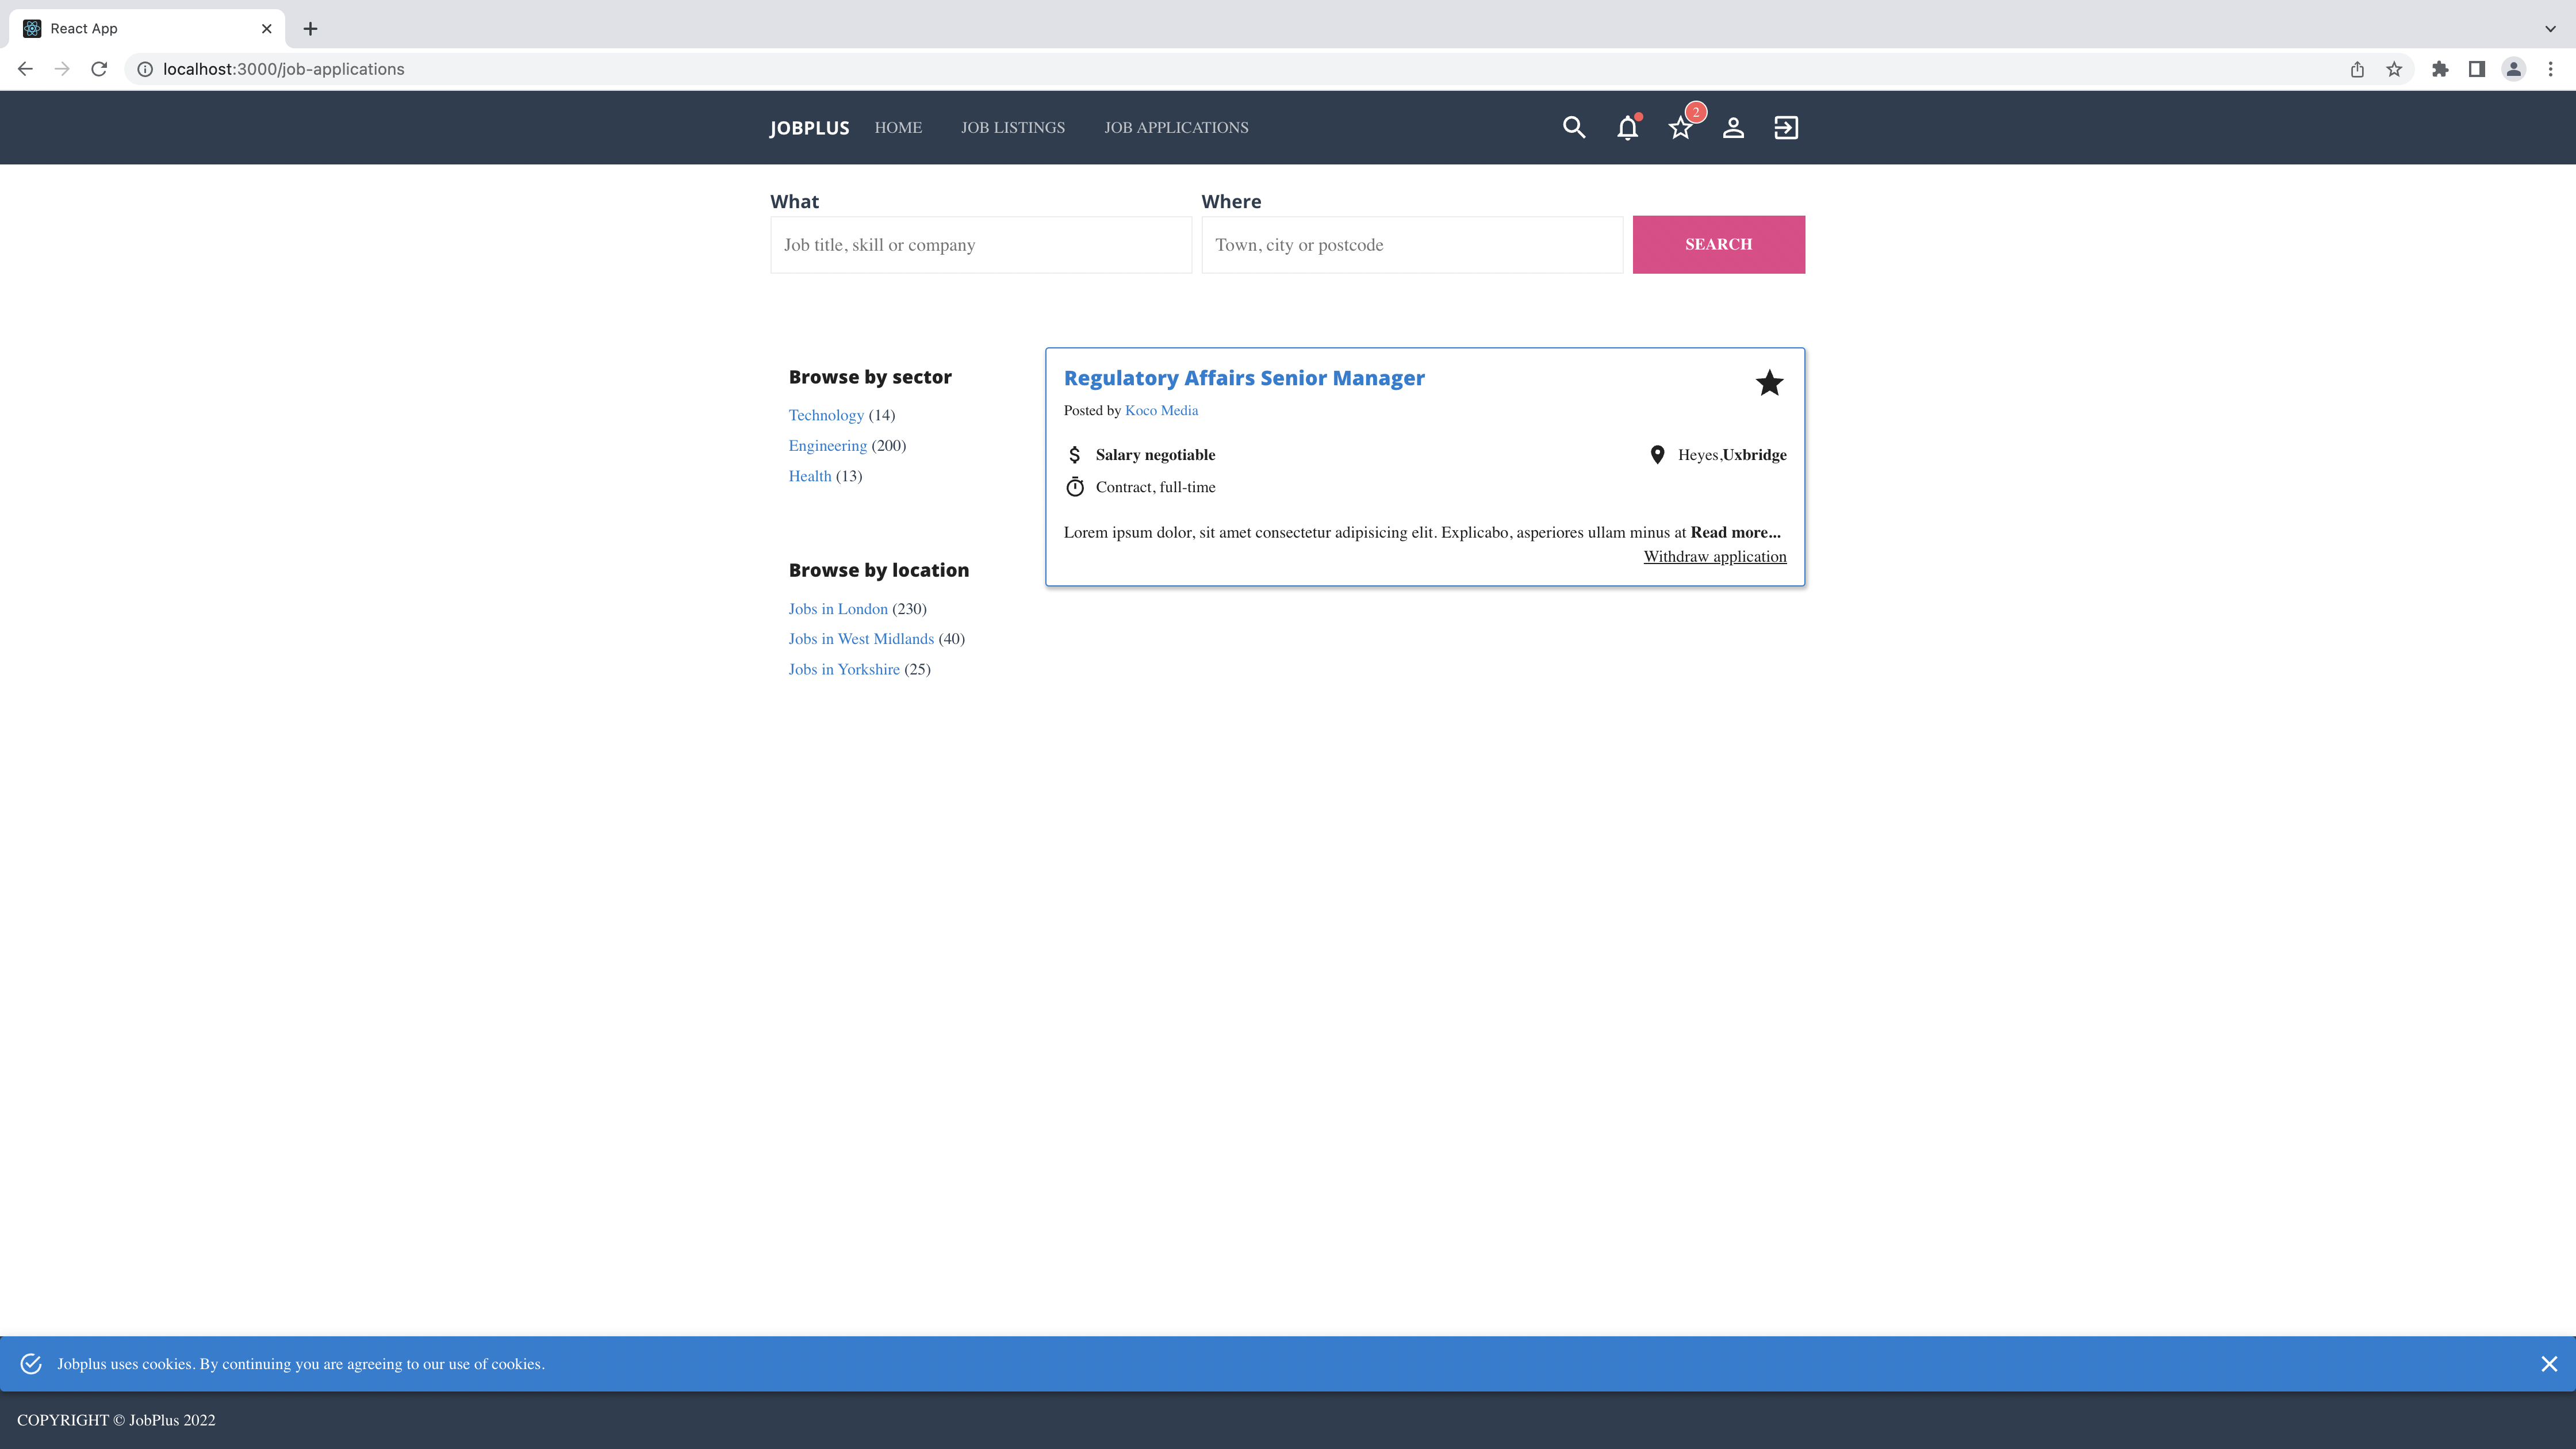 React App
localhost:3000/job-applications
JOBPLUS HOME JOB LISTINGS JOB APPLICATIONS 2
What
Where
Job title, skill or company
Town, city or postcode
SEARCH
Browse by sector
Technology (14)
Engineering (200)
Health (13)
Browse by location
Jobs in London (230)
Jobs in West Midlands (40)
Jobs in Yorkshire (25)
Regulatory Affairs Senior Manager
Posted by Koco Media
Salary negotiable
Heyes,Uxbridge
Contract, full-time
Lorem ipsum dolor, sit amet consectetur adipisicing elit. Explicabo, asperiores ullam minus at Read more...
Withdraw application
Jobplus uses cookies. By continuing you are agreeing to our use of cookies.
COPYRIGHT © JobPlus 2022